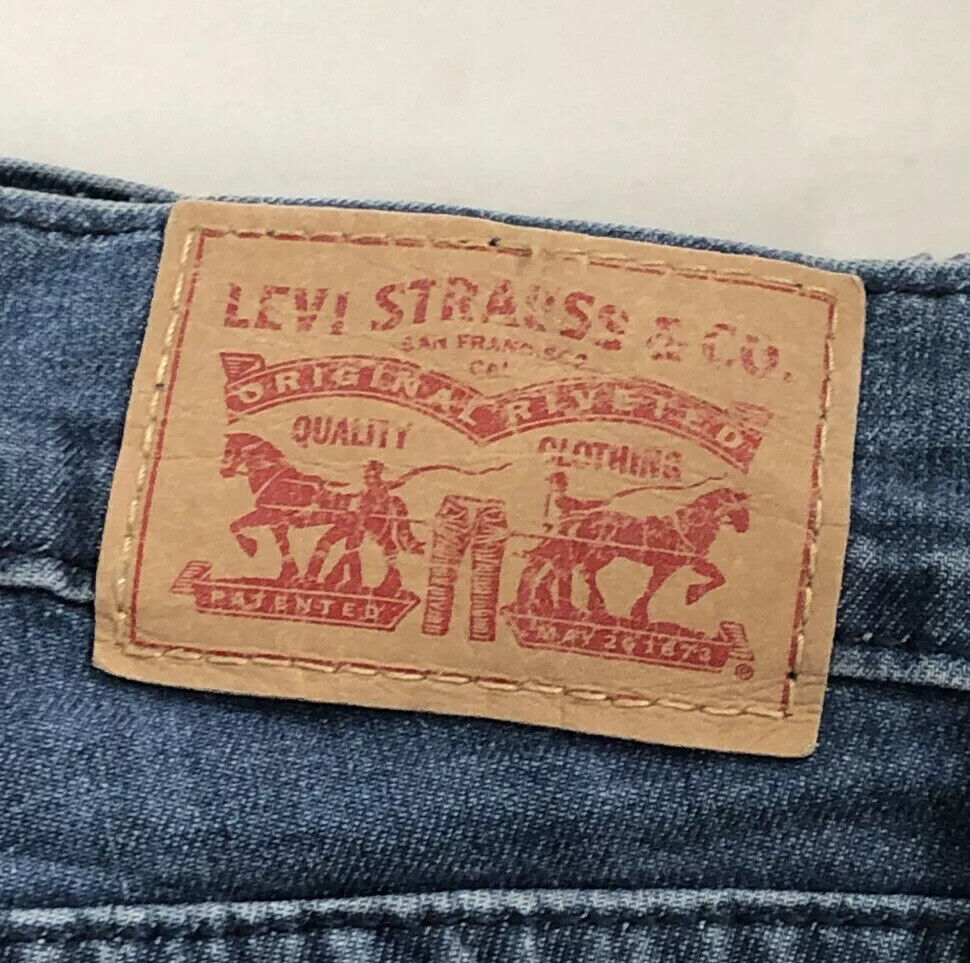 LEVI STRAUSS & CO.
SAN FRANCISCO
CAL
ORIGINAL RIVETED
QUALITY CLOTHING
PATENTED
MAY 20 1873
®